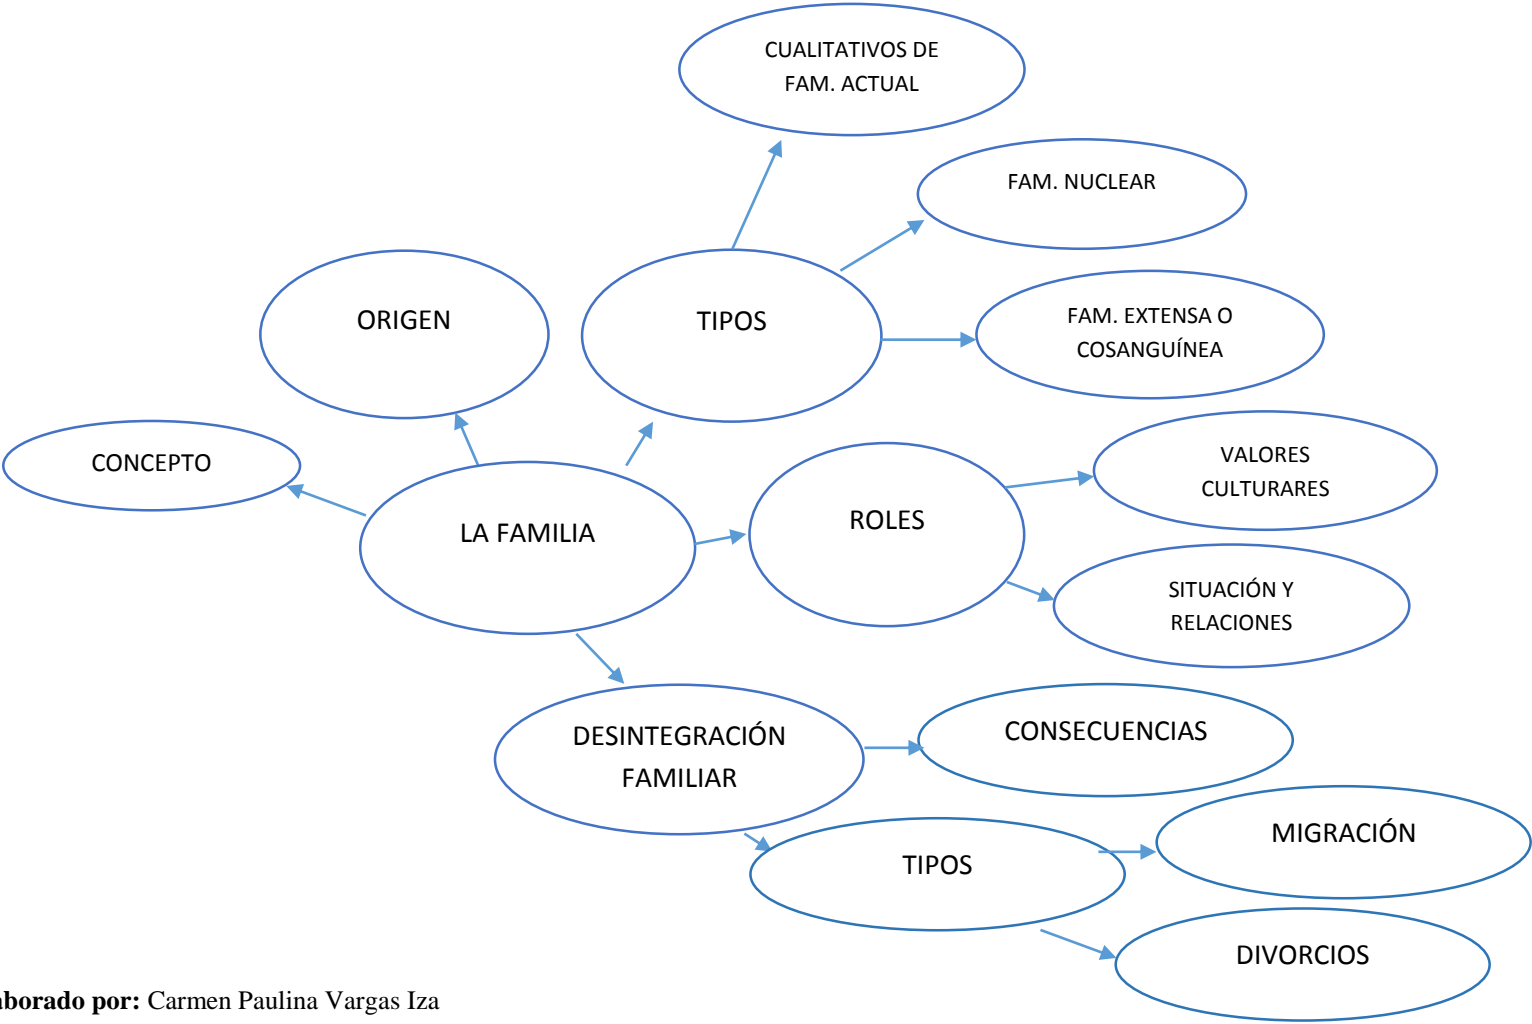 CUALITATIVOS DE
FAM. ACTUAL
FAM. NUCLEAR
ORIGEN
TIPOS
FAM. EXTENSA O
COSANGUÍNEA
CONCEPTO
VALORES
CULTURARES
LA FAMILIA
ROLES
SITUACIÓN Y
RELACIONES
DESINTEGRACIÓN
FAMILIAR
CONSECUENCIAS
TIPOS
MIGRACIÓN
DIVORCIOS
aborado por: Carmen Paulina Vargas Iza